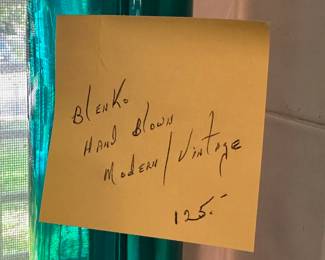 Blenko
Hand Blown
Modern / Vintage
125.-